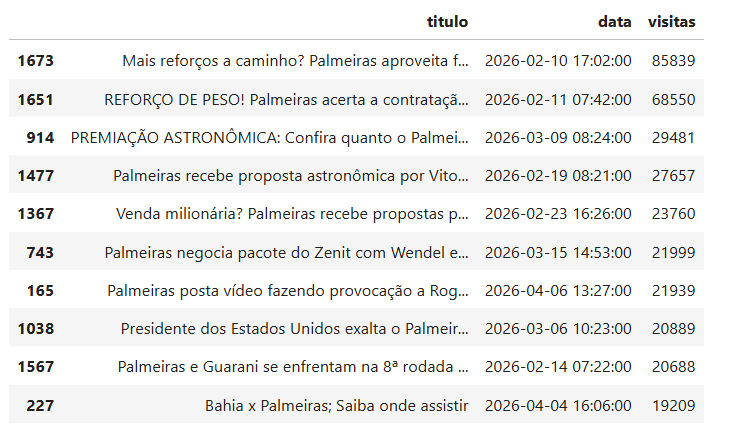 titulo data visitas
1673 Mais reforços a caminho? Palmeiras aproveita f... 2026-02-10 17:02:00 85839
1651 REFORÇO DE PESO! Palmeiras acerta a contrataçã... 2026-02-11 07:42:00 68550
914 PREMIAÇÃO ASTRONÔMICA: Confira quanto o Palmei... 2026-03-09 08:24:00 29481
1477 Palmeiras recebe proposta astronômica por Vito... 2026-02-19 08:21:00 27657
1367 Venda milionária? Palmeiras recebe propostas p... 2026-02-23 16:26:00 23760
743 Palmeiras negocia pacote do Zenit com Wendel e... 2026-03-15 14:53:00 21999
165 Palmeiras posta vídeo fazendo provocação a Rog... 2026-04-06 13:27:00 21939
1038 Presidente dos Estados Unidos exalta o Palmeir... 2026-03-06 10:23:00 20889
1567 Palmeiras e Guarani se enfrentam na 8ª rodada ... 2026-02-14 07:22:00 20688
227 Bahia x Palmeiras; Saiba onde assistir 2026-04-04 16:06:00 19209